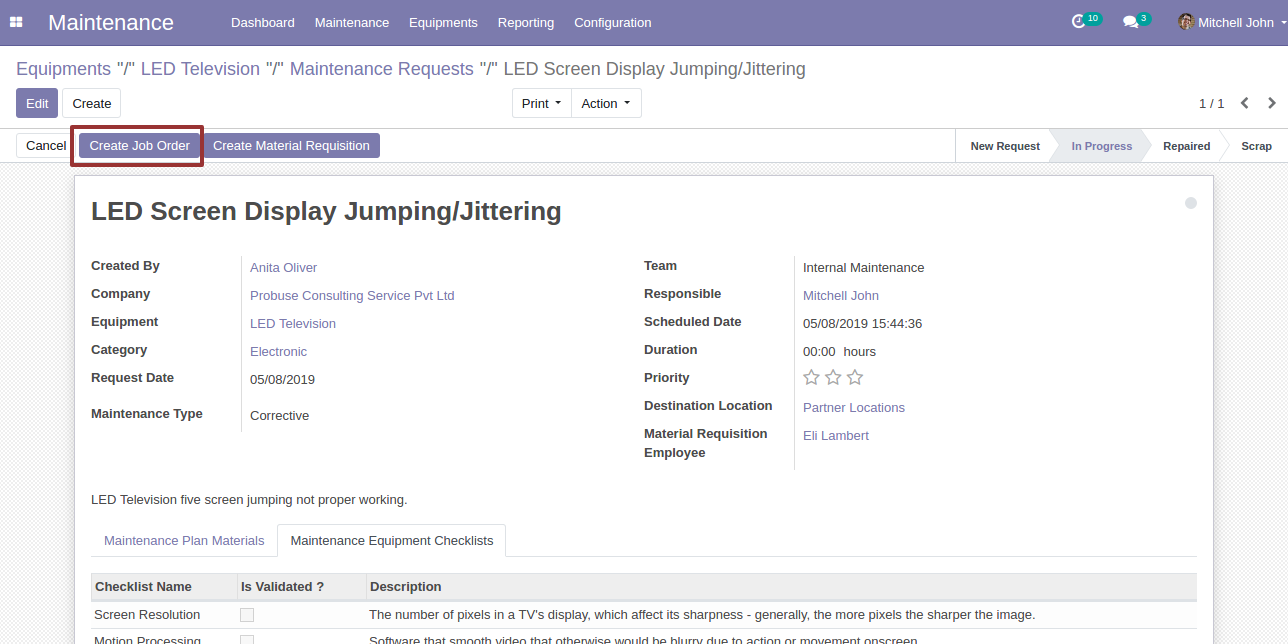 Maintenance Dashboard Maintenance Equipments Reporting Configuration 10 3 Mitchell John
Equipments "/" LED Television "/" Maintenance Requests "/" LED Screen Display Jumping/Jittering
Edit Create Print Action 1 / 1
Cancel Create Job Order Create Material Requisition New Request In Progress Repaired Scrap
LED Screen Display Jumping/Jittering
Created By Anita Oliver
Company Probuse Consulting Service Pvt Ltd
Equipment LED Television
Category Electronic
Request Date 05/08/2019
Maintenance Type Corrective
Team Internal Maintenance
Responsible Mitchell John
Scheduled Date 05/08/2019 15:44:36
Duration 00:00 hours
Priority
Destination Location Partner Locations
Material Requisition Eli Lambert
Employee
LED Television five screen jumping not proper working.
Maintenance Plan Materials Maintenance Equipment Checklists
Checklist Name Is Validated ? Description
Screen Resolution The number of pixels in a TV's display, which affect its sharpness - generally, the more pixels the sharper the image.
Motion Processing Software that smooth video that otherwise would be blurry due to action or movement onscreen.